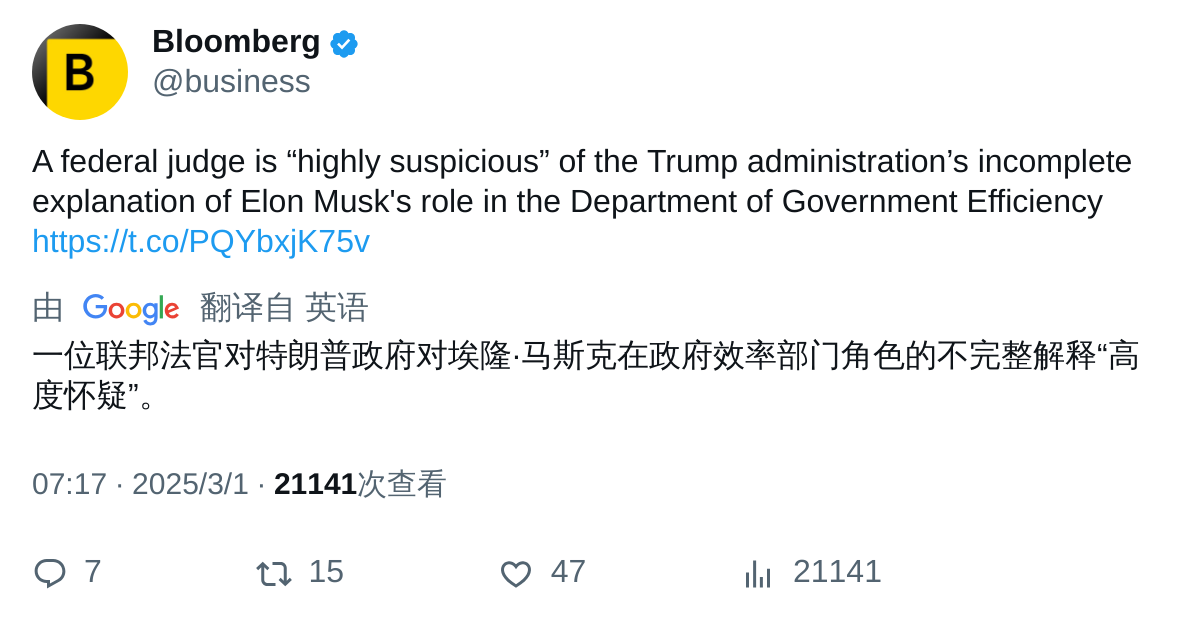 B
Bloomberg
@business
A federal judge is “highly suspicious” of the Trump administration’s incomplete
explanation of Elon Musk's role in the Department of Government Efficiency
https://t.co/PQYbxjK75v
由 Google 翻译自 英语
一位联邦法官对特朗普政府对埃隆·马斯克在政府效率部门角色的不完整解释“高
度怀疑”。
07:17 · 2025/3/1 · 21141次查看
7 15 47 21141